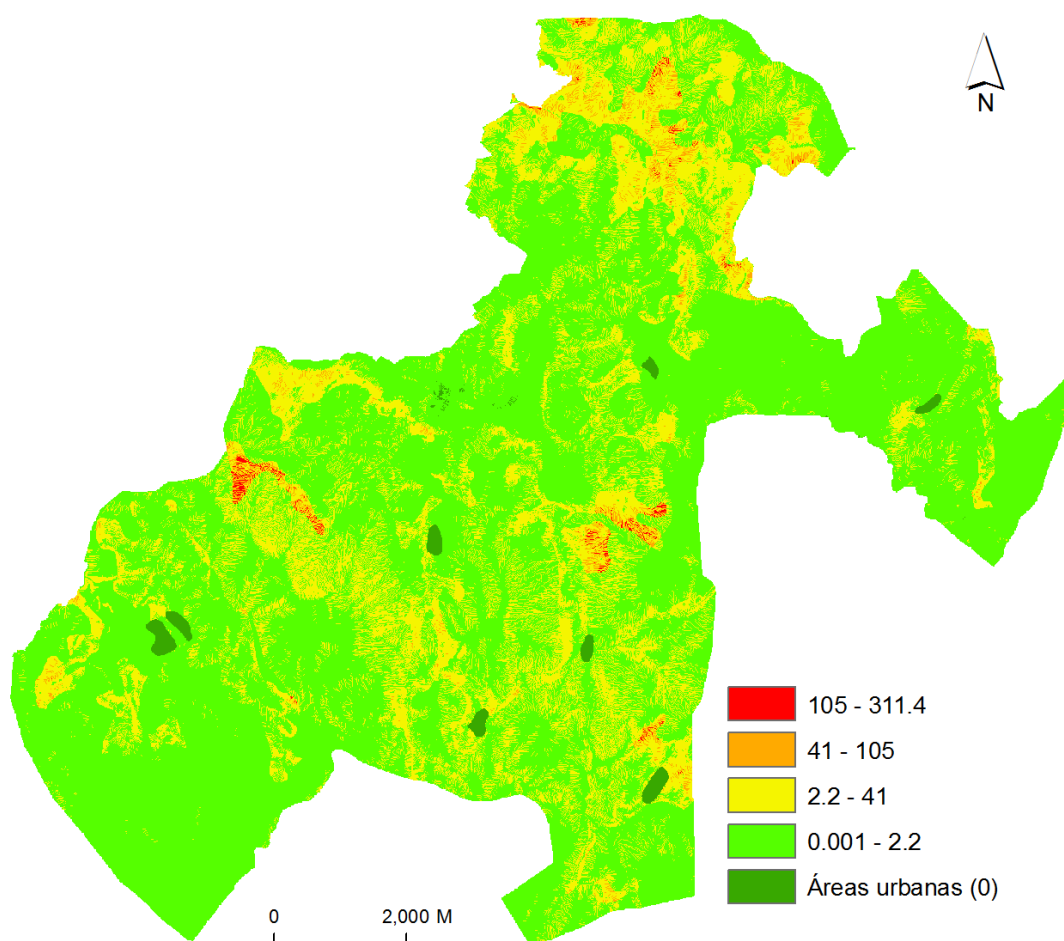 N
105 - 311.4
41 - 105
2.2 - 41
0.001 - 2.2
Áreas urbanas (0)
0 2,000 M